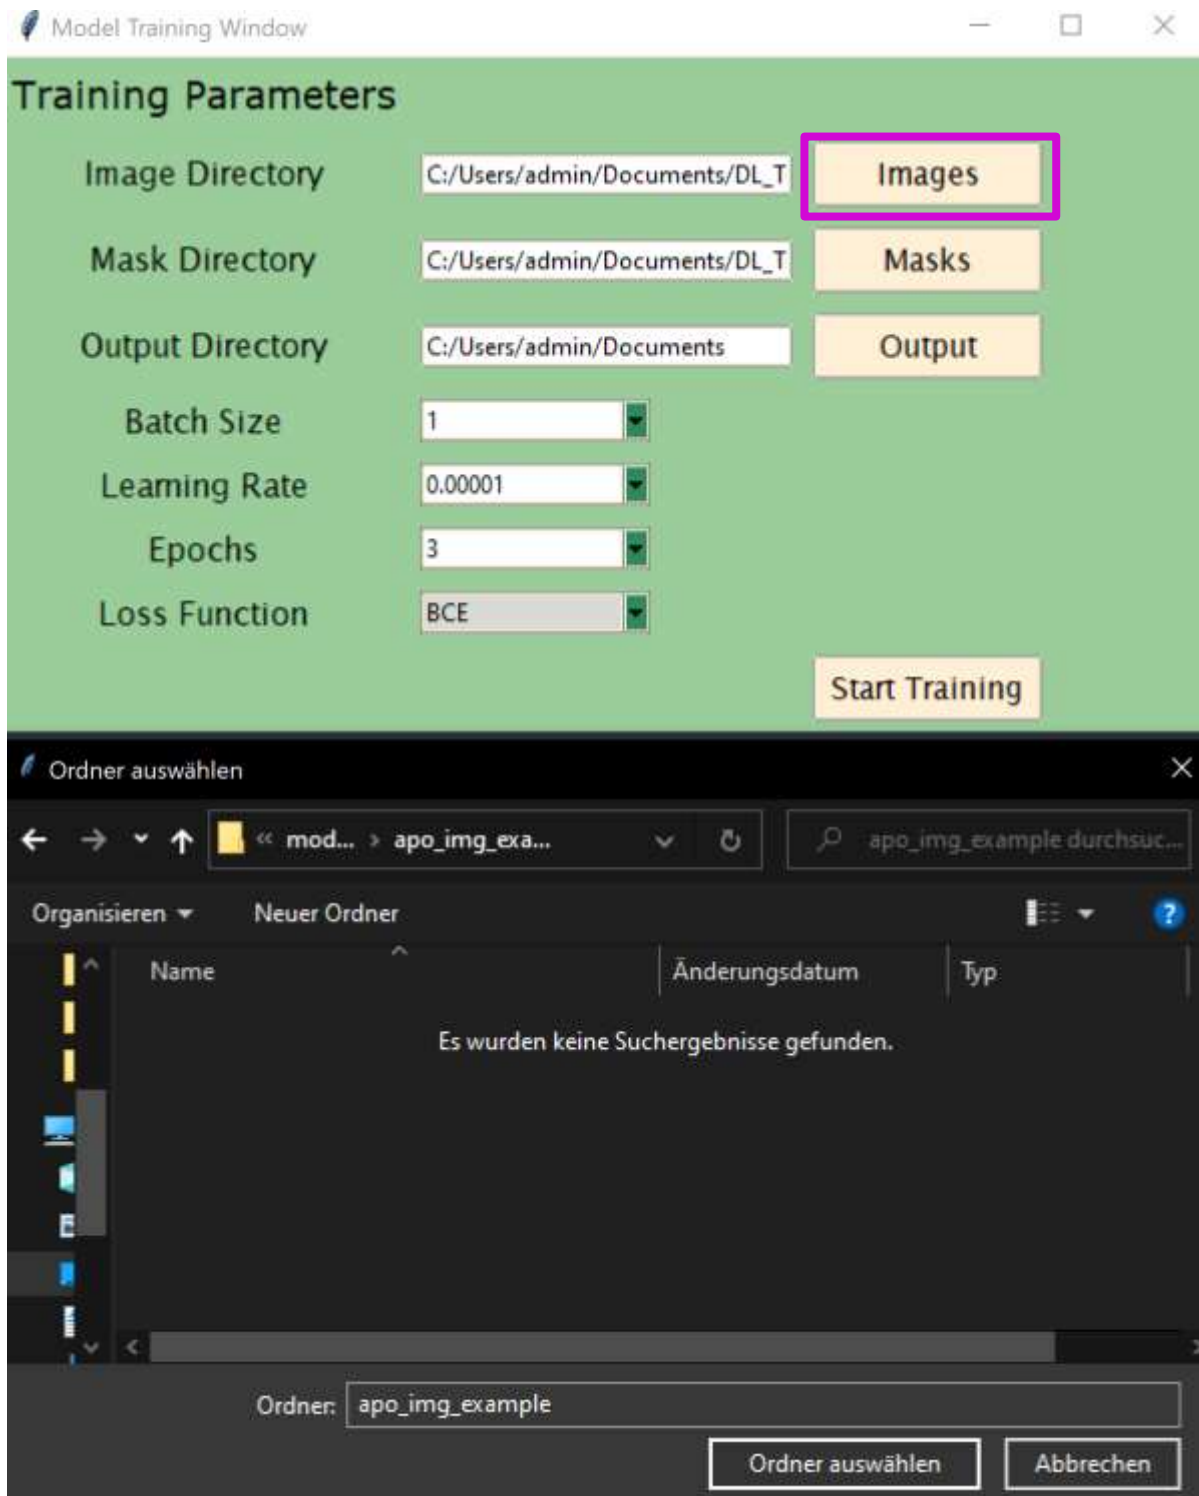 Model Training Window
Training Parameters
Image Directory C:/Users/admin/Documents/DL_T Images
Mask Directory C:/Users/admin/Documents/DL_T Masks
Output Directory C:/Users/admin/Documents Output
Batch Size 1
Learning Rate 0.00001
Epochs 3
Loss Function BCE
Start Training
Ordner auswählen
« mod... › apo_img_exa... apo_img_example durchsuc...
Organisieren Neuer Ordner ?
Name Änderungsdatum Typ
Es wurden keine Suchergebnisse gefunden.
Ordner: apo_img_example
Ordner auswählen Abbrechen